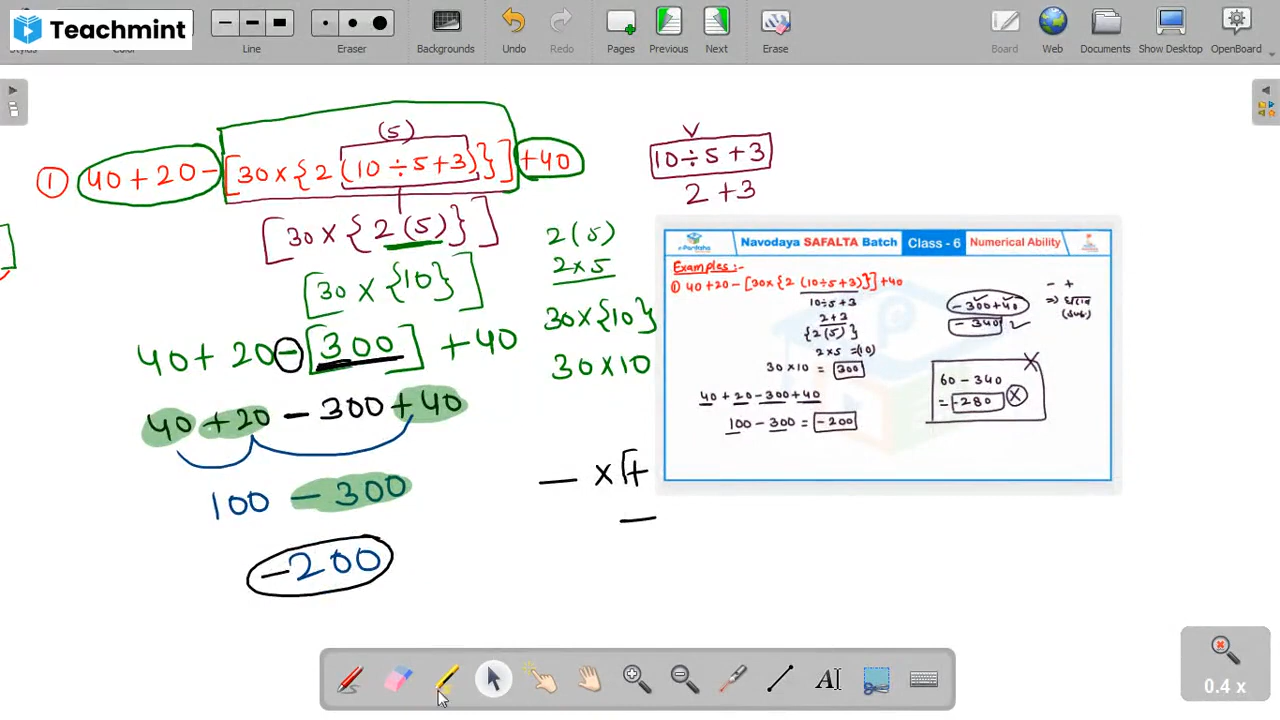 Teachmint
Line
Eraser
Backgrounds
Undo
Redo
Pages
Previous
Next
Erase
Board
Web
Documents
Show Desktop
OpenBoard
(5)
① 40+20-[30×{2(10÷5+3)}]+40
[30×{2(5)}]
[30×{10}]
40+20-[300]+40
40+20-300+40
100-300
-200
10÷5+3
2+3
2(5)
2×5
30×{10}
30×10
- ×[+
-
e-Pathshala
Navodaya SAFALTA Batch
Class - 6
Numerical Ability
Examples:-
① 40+20-[30×{2(10÷5+3)}]+40
10÷5+3
2+3
{2(5)}
2×5=(10)
30×10 = 300
40+20-300+40
100-300=-200
-300+40
-340
- +
⇒ घटाव
(Sub.)
60-340
=-280
0.4 x